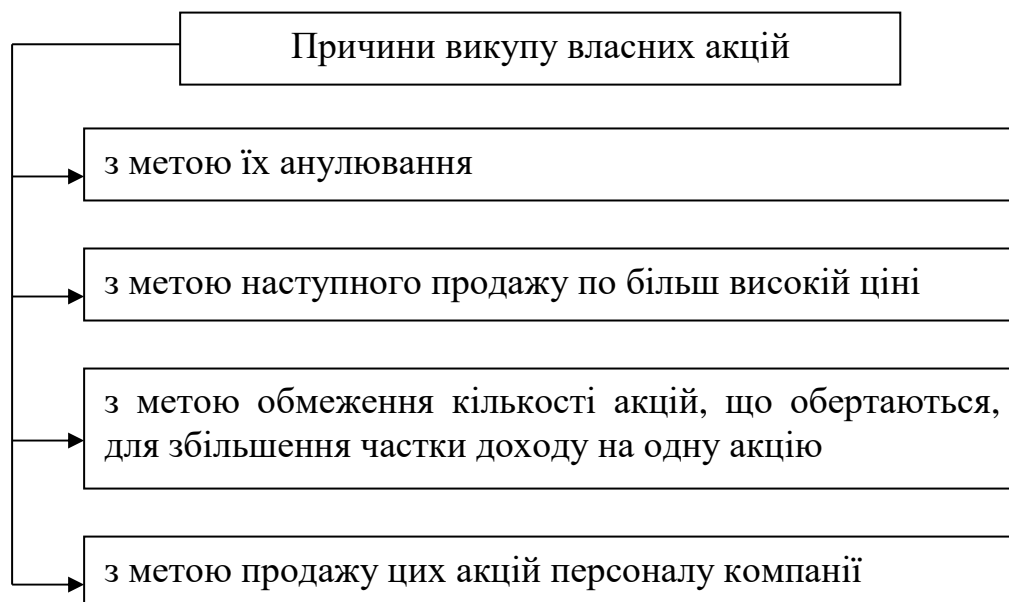 Причини викупу власних акцій
з метою їх анулювання
з метою наступного продажу по більш високій ціні
з метою обмеження кількості акцій, що обертаються,
для збільшення частки доходу на одну акцію
з метою продажу цих акцій персоналу компанії